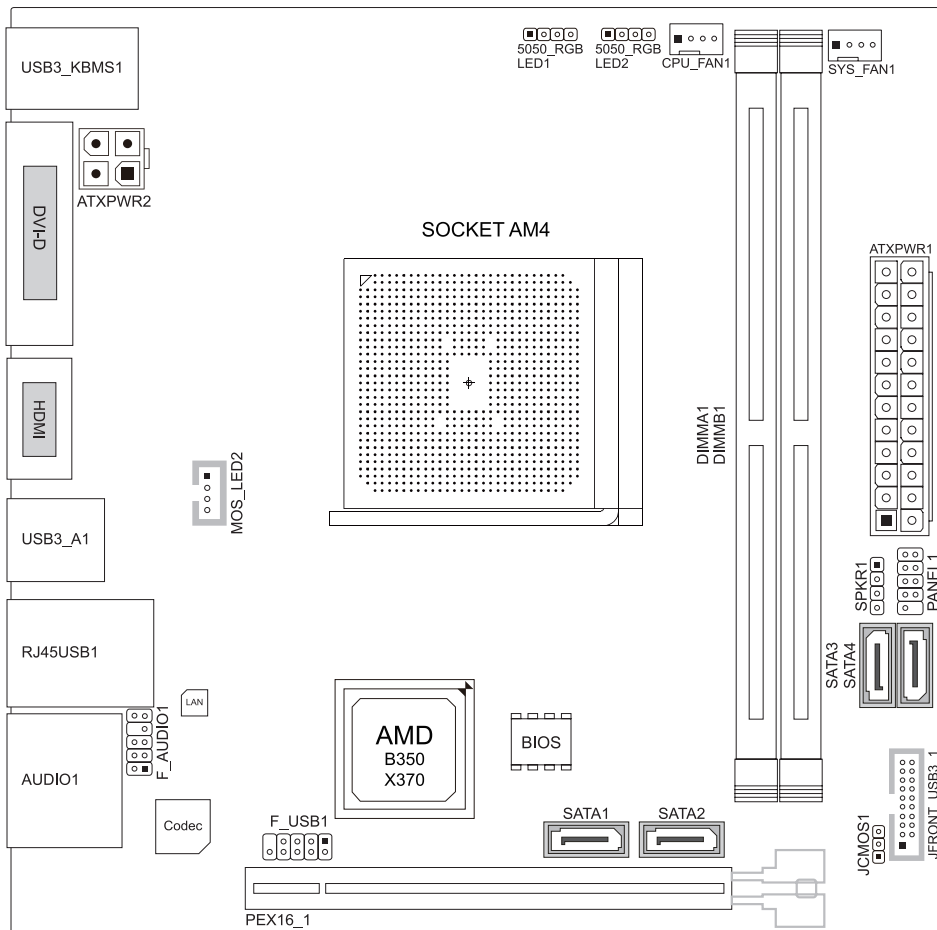 USB3_KBMS1
5050_RGB
LED1
5050_RGB
LED2
CPU_FAN1
SYS_FAN1
ATXPWR2
DVI-D
SOCKET AM4
ATXPWR1
HDMI
DIMMA1
DIMMB1
MOS_LED2
USB3_A1
SPKR1
PANEL1
RJ45USB1
SATA3
SATA4
LAN
F_AUDIO1
AMD
B350
X370
BIOS
AUDIO1
Codec
F_USB1
SATA1
SATA2
JCMOS1
JFRONT_USB3_1
PEX16_1